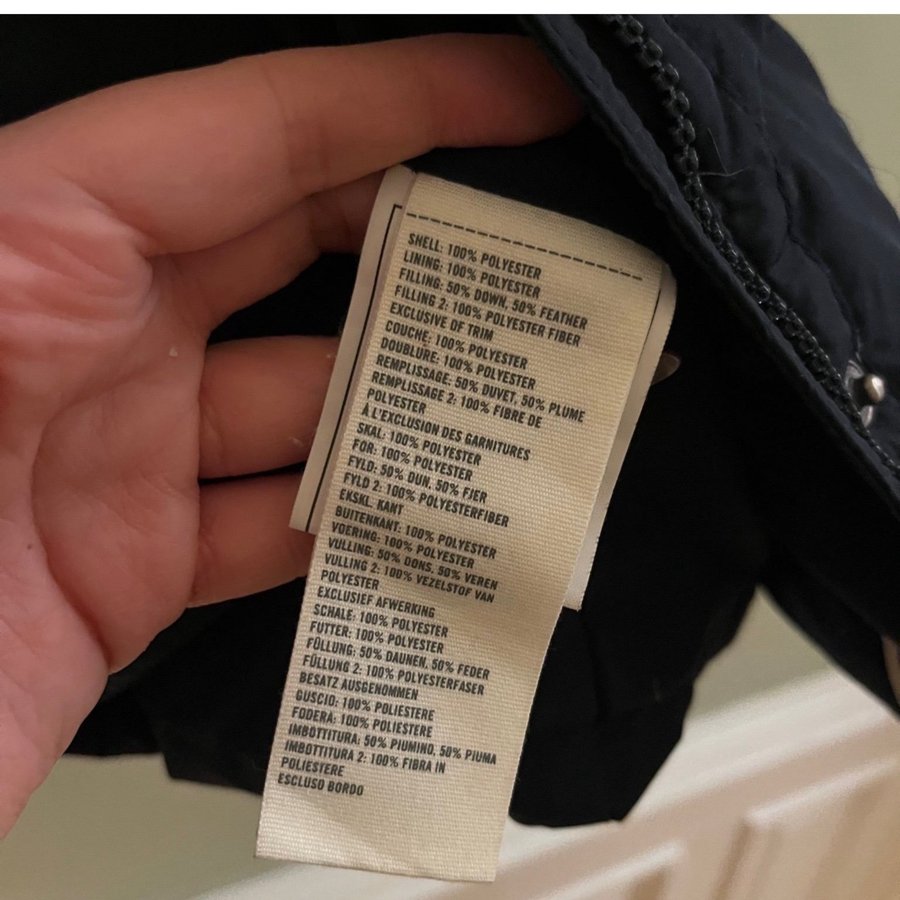 SHELL: 100% POLYESTER
LINING: 100% POLYESTER
FILLING: 50% DOWN, 50% FEATHER
FILLING 2: 100% POLYESTER FIBER
EXCLUSIVE OF TRIM
COUCHE: 100% POLYESTER
DOUBLURE: 100% POLYESTER
REMPLISSAGE: 50% DUVET, 50% PLUME
REMPLISSAGE 2: 100% FIBRE DE
POLYESTER
À L'EXCLUSION DES GARNITURES
SKAL: 100% POLYESTER
FOR: 100% POLYESTER
FYLD: 50% DUN, 50% FJER
FYLD 2: 100% POLYESTERFIBER
EKSKL. KANT
BUITENKANT: 100% POLYESTER
VOERING: 100% POLYESTER
VULLING: 50% DONS, 50% VEREN
VULLING 2: 100% VEZELSTOF VAN
POLYESTER
EXCLUSIEF AFWERKING
SCHALE: 100% POLYESTER
FUTTER: 100% POLYESTER
FÜLLUNG: 50% DAUNEN, 50% FEDER
FÜLLUNG 2: 100% POLYESTERFASER
BESATZ AUSGENOMMEN
GUSCIO: 100% POLIESTERE
FODERA: 100% POLIESTERE
IMBOTTITURA: 50% PIUMINO, 50% PIUMA
IMBOTTITURA 2: 100% FIBRA IN
POLIESTERE
ESCLUSO BORDO